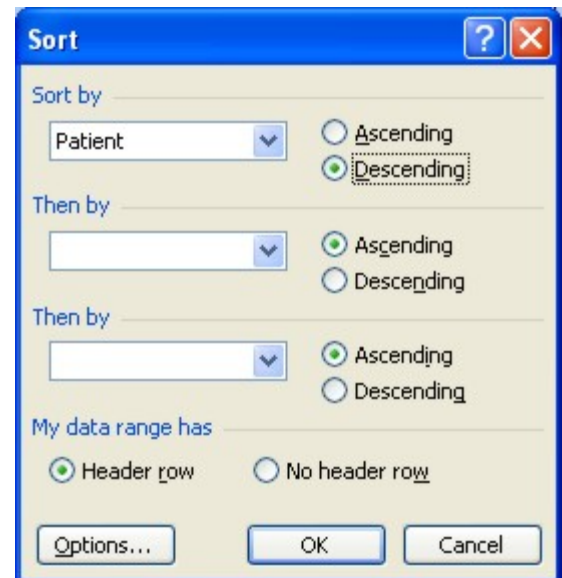 Sort
Sort by
Patient
Ascending
Descending
Then by
Ascending
Descending
Then by
Ascending
Descending
My data range has
Header row No header row
Options... OK Cancel